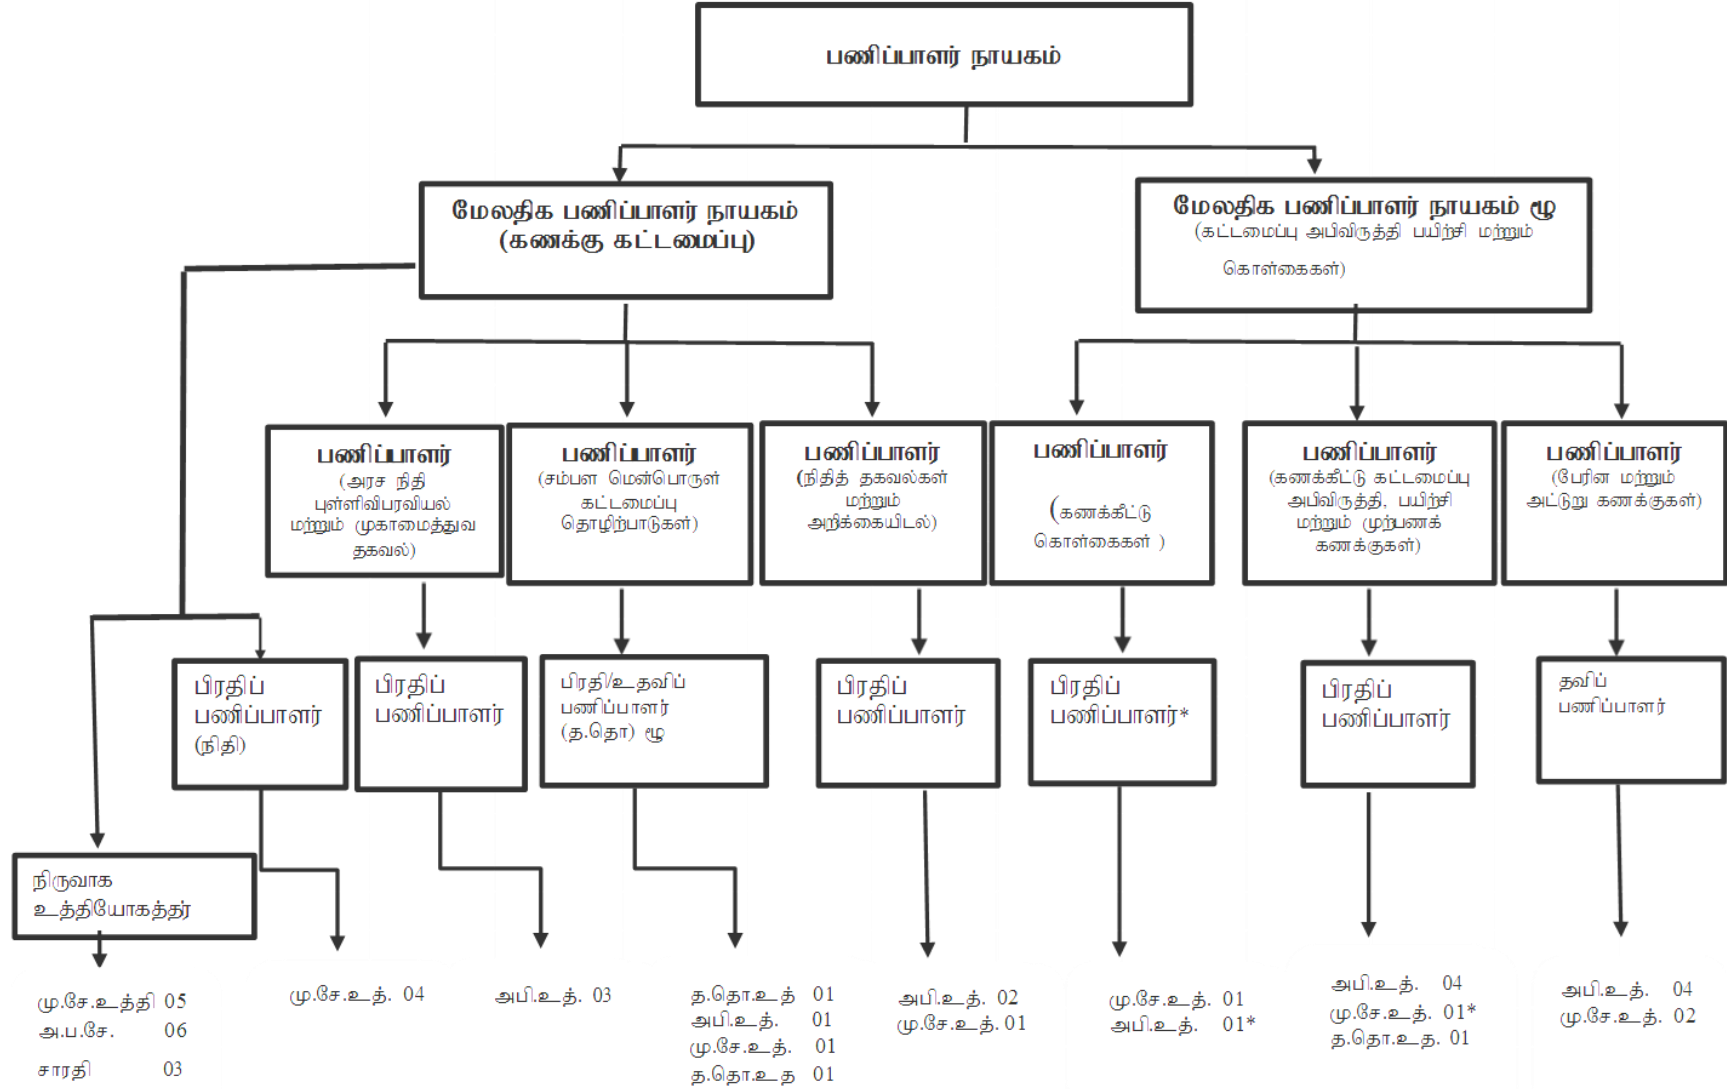 பணிப்பாளர் நாயகம்
மேலதிக பணிப்பாளர் நாயகம்
(கணக்கு கட்டமைப்பு)
மேலதிக பணிப்பாளர் நாயகம் ழூ
(கட்டமைப்பு அபிவிருத்தி பயிற்சி மற்றும்
கொள்கைகள்)
பணிப்பாளர்
(அரச நிதி
புள்ளிவிபரவியல்
மற்றும் முகாமைத்துவ
தகவல்)
பணிப்பாளர்
(சம்பள மென்பொருள்
கட்டமைப்பு
தொழிற்பாடுகள்)
பணிப்பாளர்
(நிதித் தகவல்கள்
மற்றும்
அறிக்கையிடல்)
பணிப்பாளர்
(கணக்கீட்டு
கொள்கைகள் )
பணிப்பாளர்
(கணக்கீட்டு கட்டமைப்பு
அபிவிருத்தி, பயிற்சி
மற்றும் முற்பணக்
கணக்குகள்)
பணிப்பாளர்
(பேரின மற்றும்
அட்டுறு கணக்குகள்)
பிரதிப்
பணிப்பாளர்
(நிதி)
பிரதிப்
பணிப்பாளர்
பிரதி/உதவிப்
பணிப்பாளர்
(த.தொ) ழூ
பிரதிப்
பணிப்பாளர்
பிரதிப்
பணிப்பாளர்*
பிரதிப்
பணிப்பாளர்
தவிப்
பணிப்பாளர்
நிருவாக
உத்தியோகத்தர்
மு.சே.உத்தி 05
அ.ப.சே. 06
சாரதி 03
மு.சே.உத். 04
அபி.உத். 03
த.தொ.உத் 01
அபி.உத். 01
மு.சே.உத். 01
த.தொ.உத 01
அபி.உத். 02
மு.சே.உத். 01
மு.சே.உத். 01
அபி.உத். 01*
அபி.உத். 04
மு.சே.உத். 01*
த.தொ.உத. 01
அபி.உத். 04
மு.சே.உத். 02